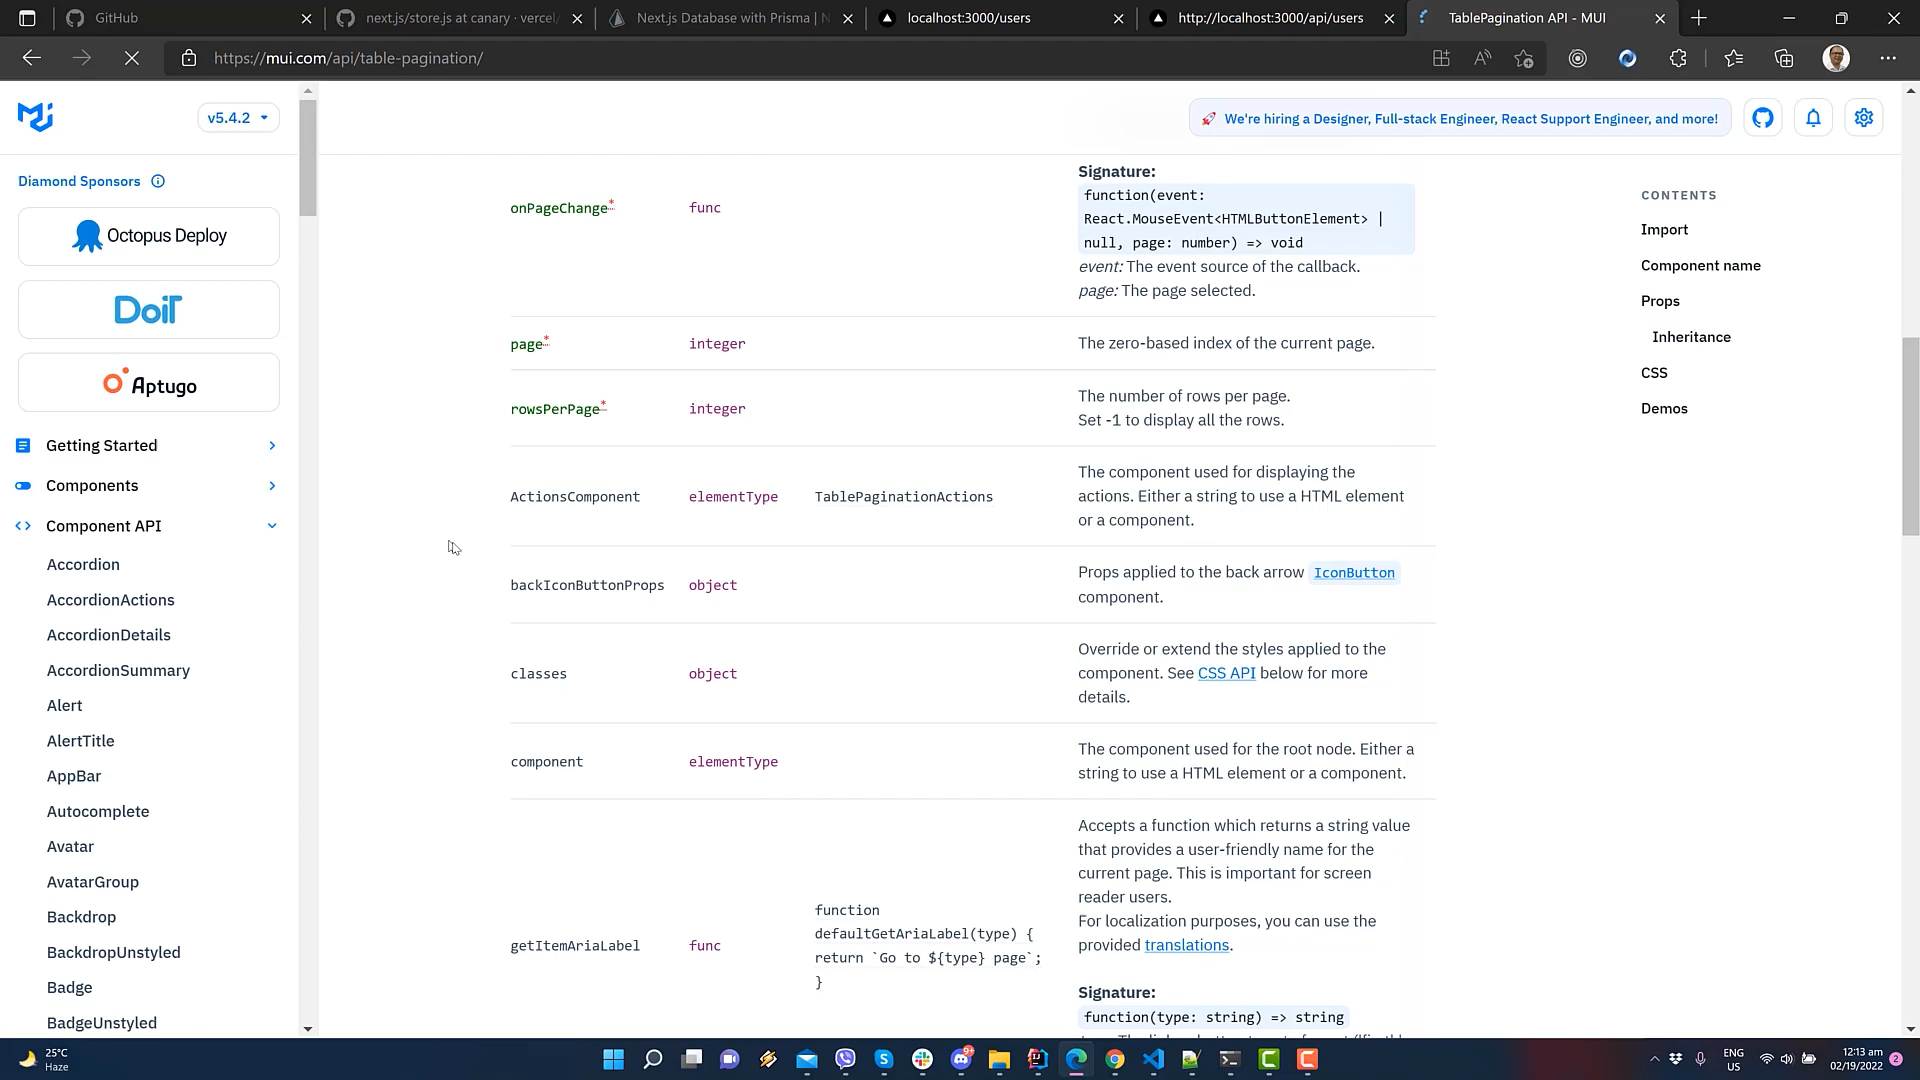 GitHub
next.js/store.js at canary · vercel/
Next.js Database with Prisma | N
localhost:3000/users
http://localhost:3000/api/users
TablePagination API - MUI
https://mui.com/api/table-pagination/
v5.4.2
We're hiring a Designer, Full-stack Engineer, React Support Engineer, and more!
Diamond Sponsors
Octopus Deploy
DoiT
Aptugo
Getting Started
Components
Component API
Accordion
AccordionActions
AccordionDetails
AccordionSummary
Alert
AlertTitle
AppBar
Autocomplete
Avatar
AvatarGroup
Backdrop
BackdropUnstyled
Badge
BadgeUnstyled
Signature:
onPageChange* func
function(event:
React.MouseEvent<HTMLButtonElement> |
null, page: number) => void
event: The event source of the callback.
page: The page selected.
page* integer The zero-based index of the current page.
rowsPerPage* integer The number of rows per page.
Set -1 to display all the rows.
ActionsComponent elementType TablePaginationActions The component used for displaying the
actions. Either a string to use a HTML element
or a component.
backIconButtonProps object Props applied to the back arrow IconButton
component.
classes object Override or extend the styles applied to the
component. See CSS API below for more
details.
component elementType The component used for the root node. Either a
string to use a HTML element or a component.
Accepts a function which returns a string value
that provides a user-friendly name for the
current page. This is important for screen
reader users.
For localization purposes, you can use the
provided translations.
getItemAriaLabel func
function
defaultGetAriaLabel(type) {
return `Go to ${type} page`;
}
Signature:
function(type: string) => string
CONTENTS
Import
Component name
Props
Inheritance
CSS
Demos
25°C
Haze
9+
ENG
US
12:13 am
02/19/2022
2